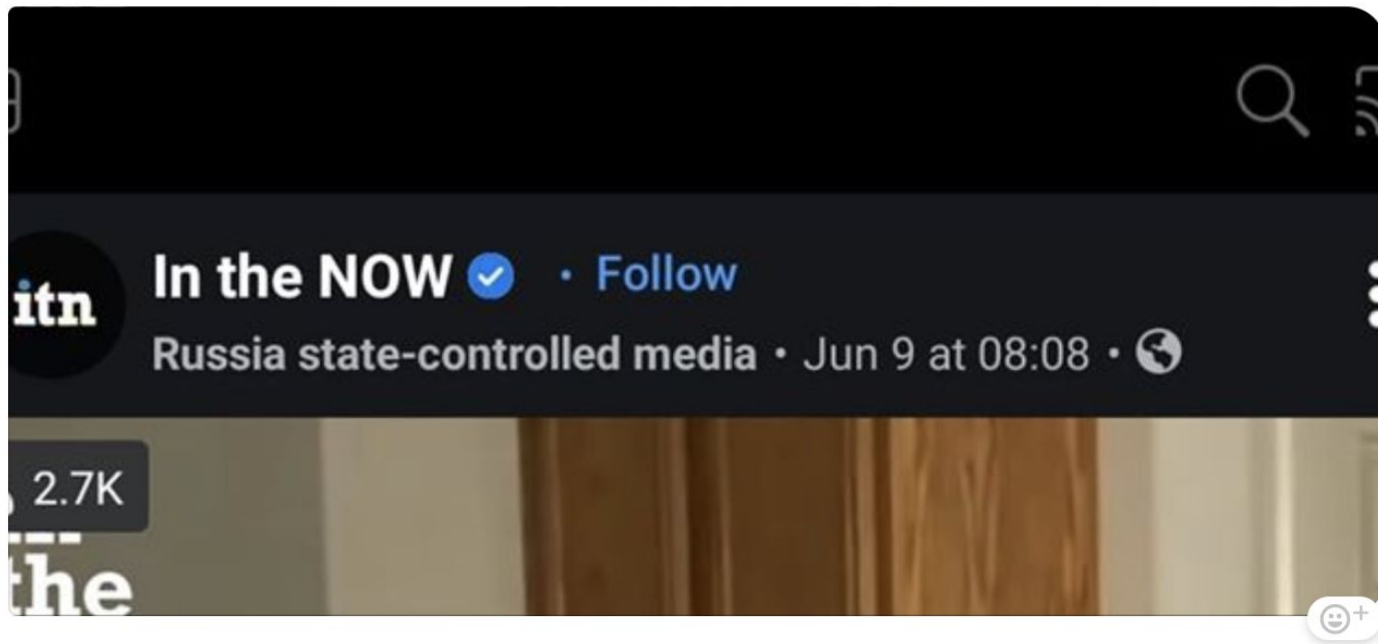 itn
In the NOW • Follow
Russia state-controlled media • Jun 9 at 08:08 •
2.7K
the